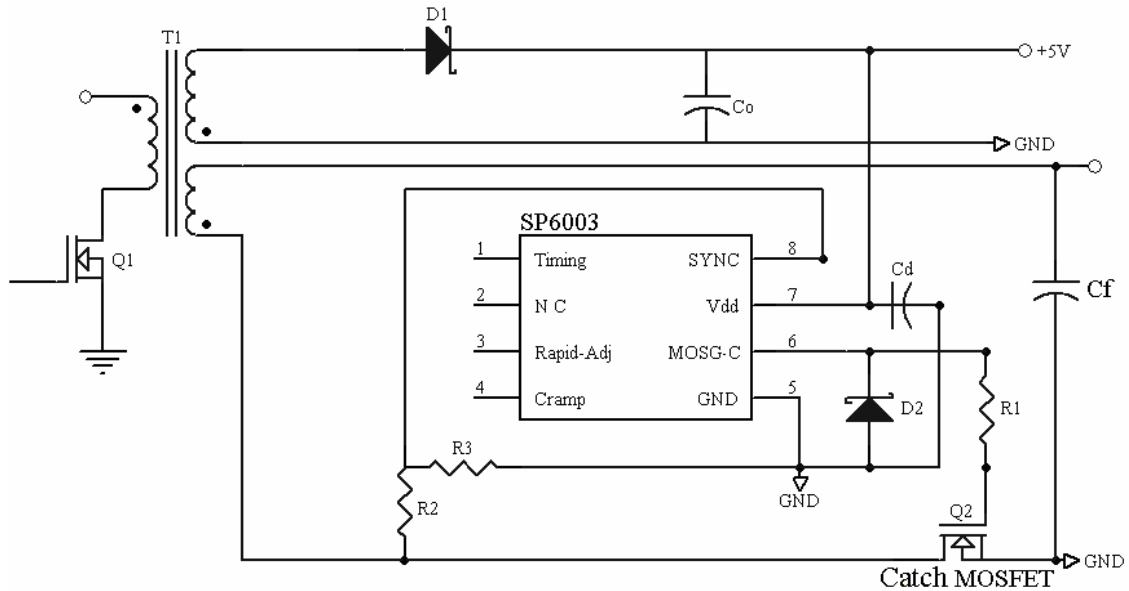 D1
T1
+5V
Co
GND
SP6003
1 Timing SYNC 8
Q1
Cd
2 N C Vdd 7
Cf
3 Rapid-Adj MOSG-C 6
4 Cramp GND 5
D2
R1
R3
GND
R2
Q2
GND
Catch MOSFET